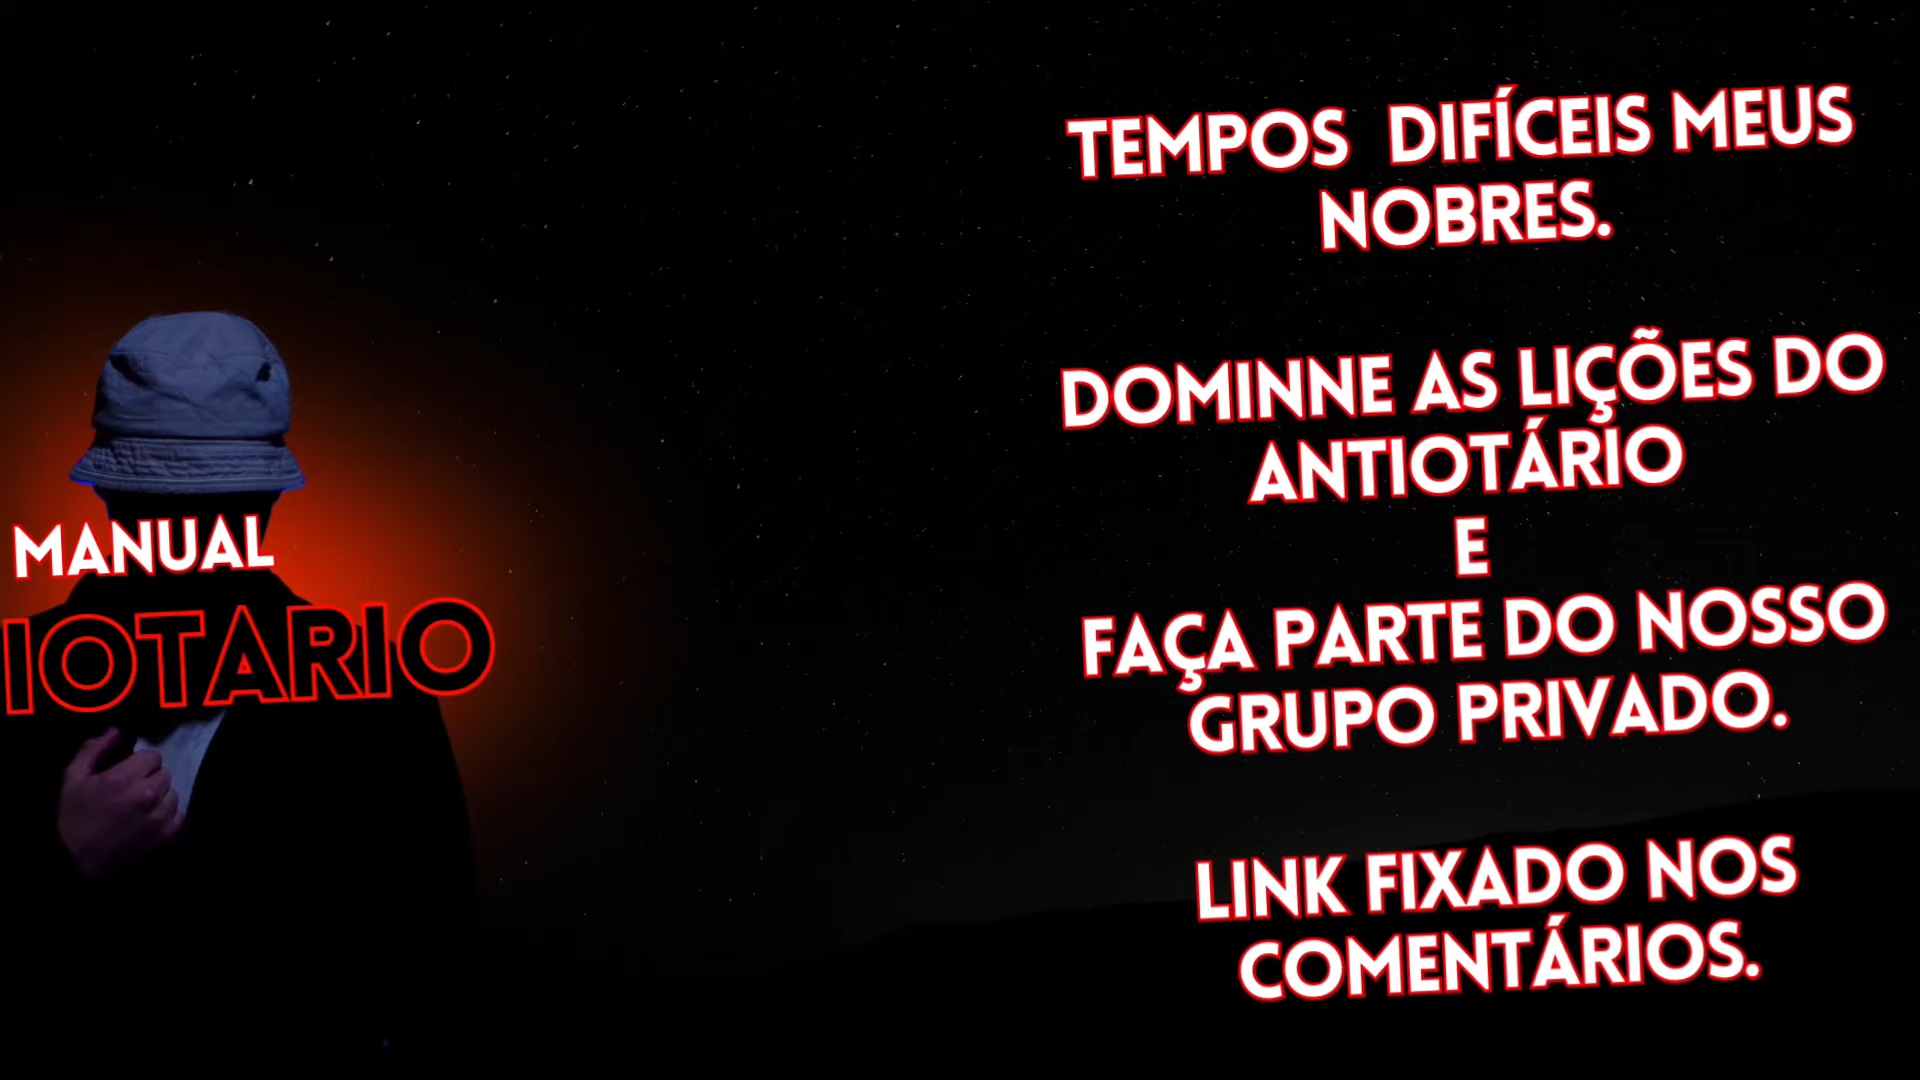 TEMPOS DIFÍCEIS MEUS
NOBRES.
DOMINNE AS LIÇÕES DO
ANTIOTÁRIO
E
FAÇA PARTE DO NOSSO
GRUPO PRIVADO.
LINK FIXADO NOS
COMENTÁRIOS.
MANUAL
IOTARIO